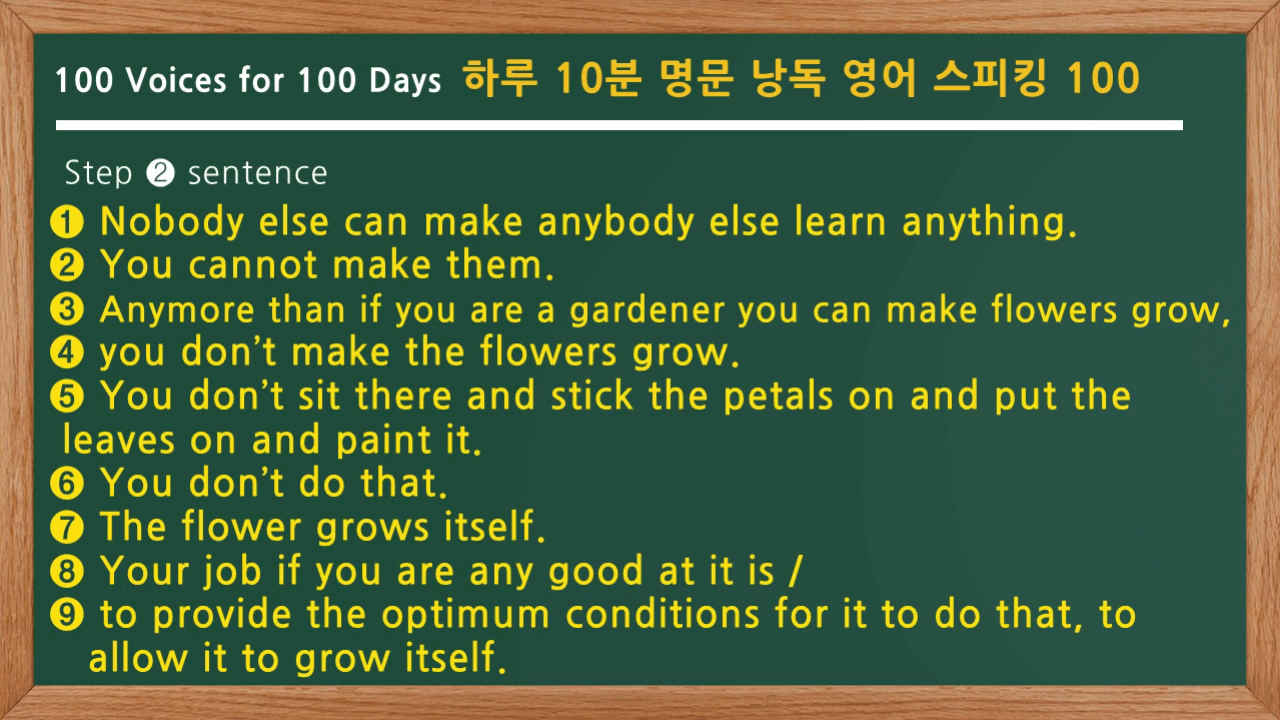 100 Voices for 100 Days 하루 10분 명문 낭독 영어 스피킹 100
Step ❷ sentence
❶ Nobody else can make anybody else learn anything.
❷ You cannot make them.
❸ Anymore than if you are a gardener you can make flowers grow,
❹ you don’t make the flowers grow.
❺ You don’t sit there and stick the petals on and put the
leaves on and paint it.
❻ You don’t do that.
❼ The flower grows itself.
❽ Your job if you are any good at it is /
❾ to provide the optimum conditions for it to do that, to
allow it to grow itself.